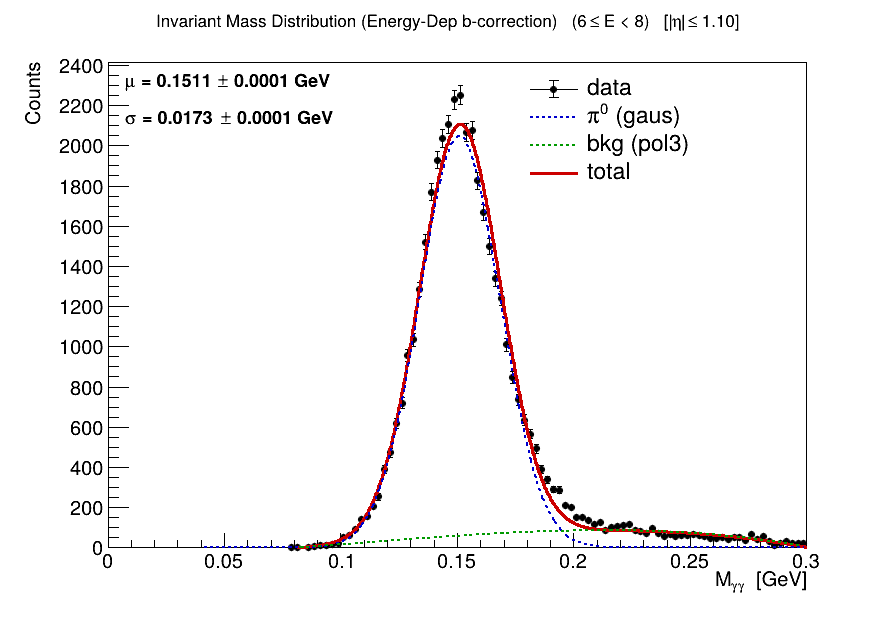 Invariant Mass Distribution (Energy-Dep b-correction) (6 ≤ E < 8) [|η| ≤ 1.10]
Counts
μ = 0.1511 ± 0.0001 GeV
σ = 0.0173 ± 0.0001 GeV
data
π⁰ (gaus)
bkg (pol3)
total
2400
2200
2000
1800
1600
1400
1200
1000
800
600
400
200
0
0 0.05 0.1 0.15 0.2 0.25 0.3
Mγγ [GeV]